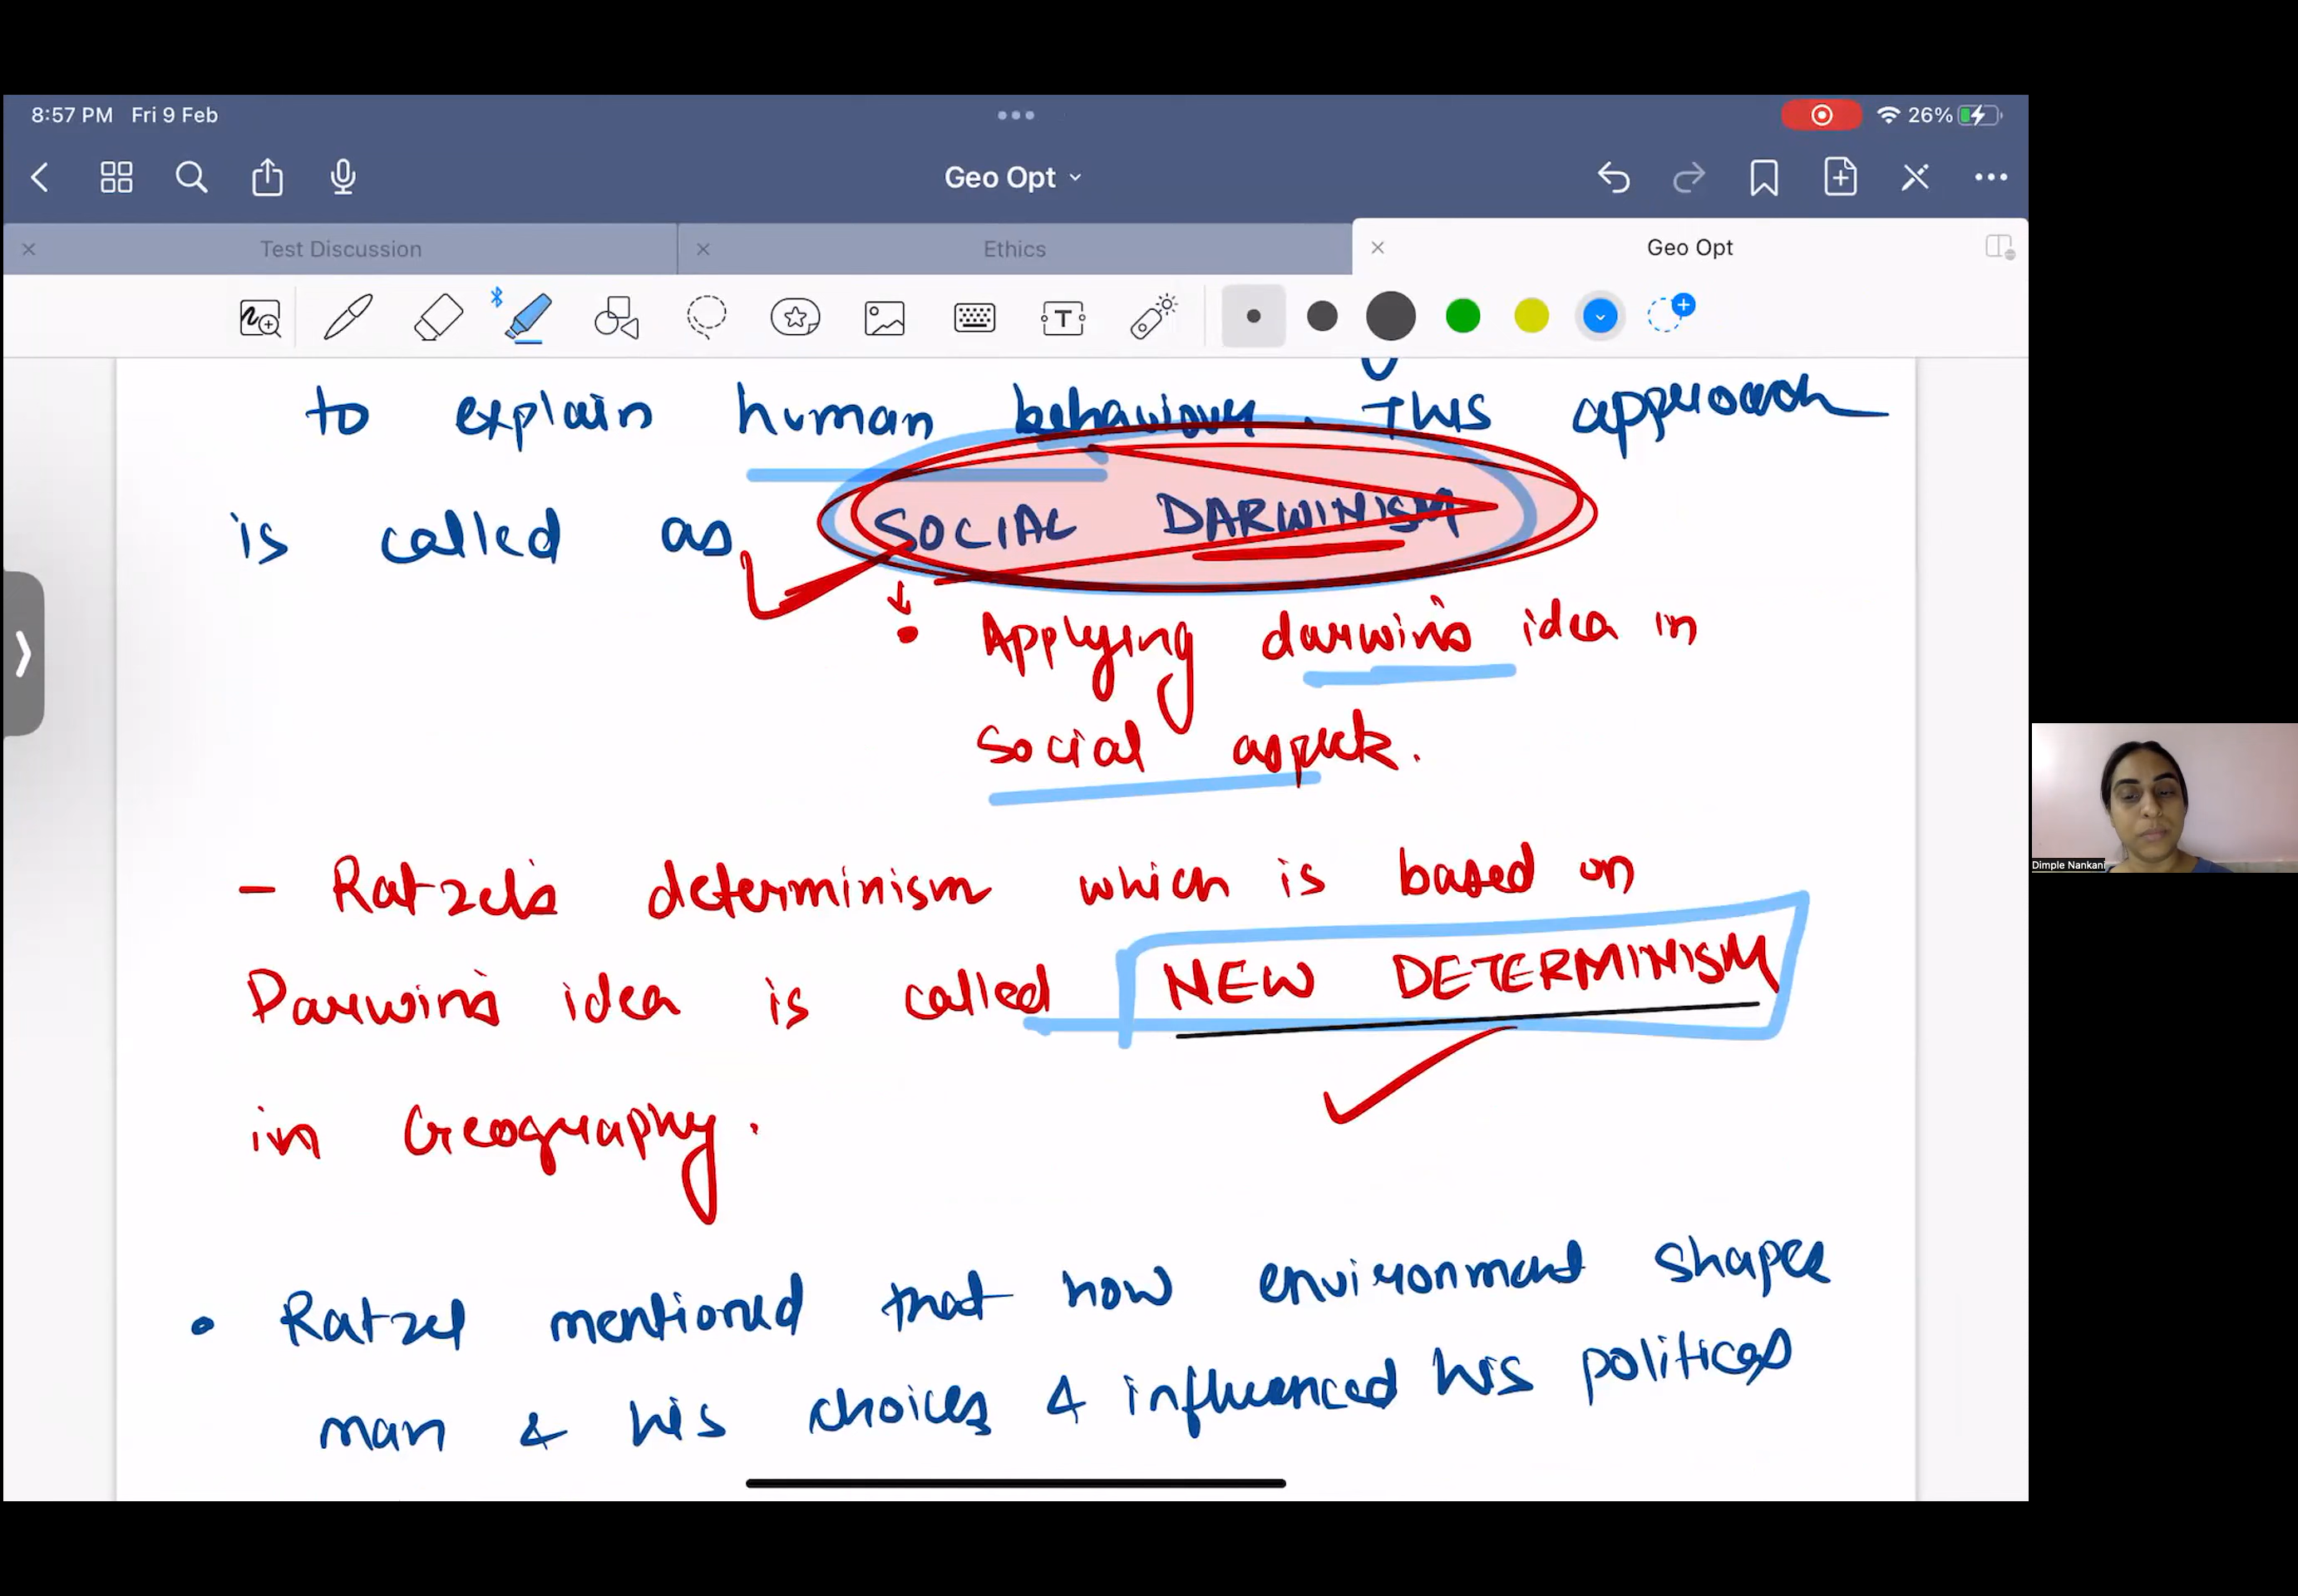 8:57 PM Fri 9 Feb
26%
Geo Opt
Test Discussion
Ethics
Geo Opt
to explain human behaviour. This approach
is called as SOCIAL DARWINISM
Applying darwin's idea in
social aspects.
- Ratzel's determinism which is based on
Darwin's idea is called NEW DETERMINISM
in Geography.
• Ratzel mentioned that how environment shapes
man & his choices & influenced his politics
Dimple Nankani